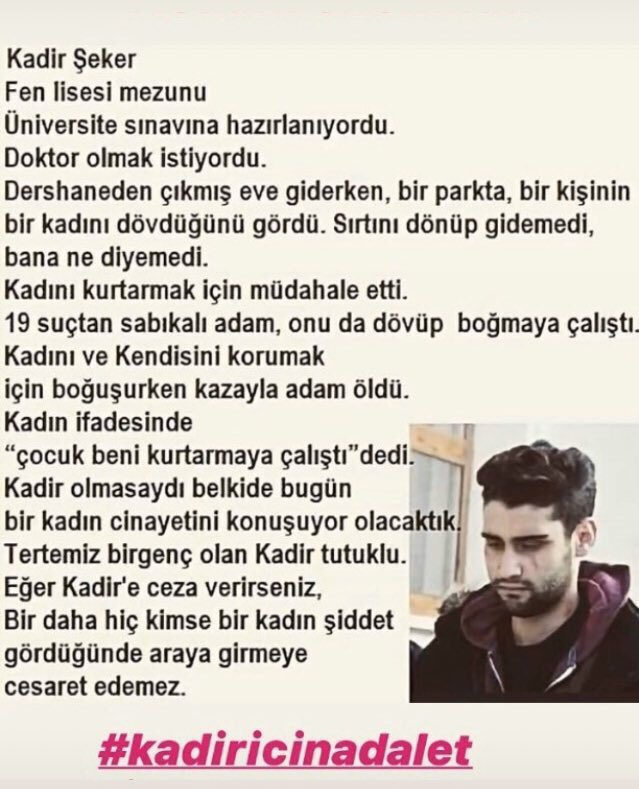 Kadir Şeker
Fen lisesi mezunu
Üniversite sınavına hazırlanıyordu.
Doktor olmak istiyordu.
Dershaneden çıkmış eve giderken, bir parkta, bir kişinin
bir kadını dövdüğünü gördü. Sırtını dönüp gidemedi,
bana ne diyemedi.
Kadını kurtarmak için müdahale etti.
19 suçtan sabıkalı adam, onu da dövüp boğmaya çalıştı.
Kadını ve Kendisini korumak
için boğuşurken kazayla adam öldü.
Kadın ifadesinde
“çocuk beni kurtarmaya çalıştı”dedi.
Kadir olmasaydı belkide bugün
bir kadın cinayetini konuşuyor olacaktık.
Tertemiz birgenç olan Kadir tutuklu.
Eğer Kadir'e ceza verirseniz,
Bir daha hiç kimse bir kadın şiddet
gördüğünde araya girmeye
cesaret edemez.
#kadiricinadalet